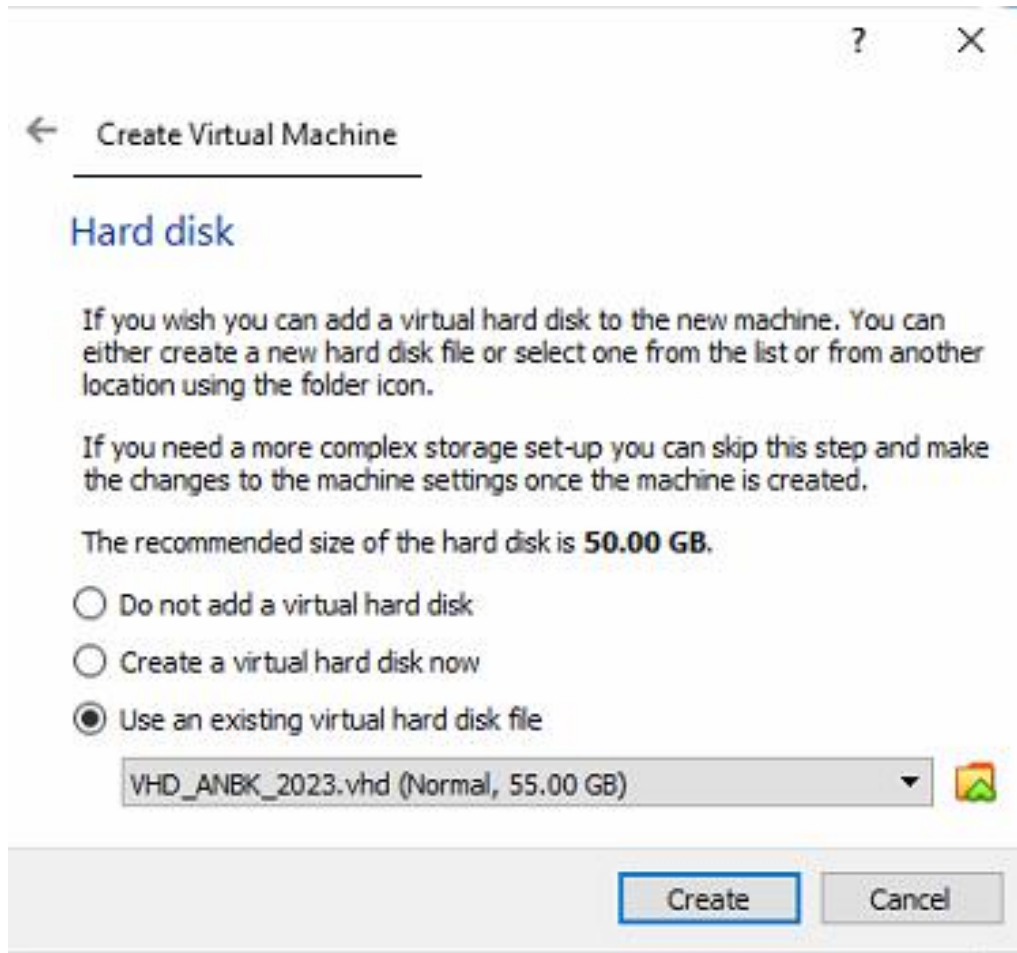 ?
Create Virtual Machine
Hard disk
If you wish you can add a virtual hard disk to the new machine. You can
either create a new hard disk file or select one from the list or from another
location using the folder icon.
If you need a more complex storage set-up you can skip this step and make
the changes to the machine settings once the machine is created.
The recommended size of the hard disk is 50.00 GB.
Do not add a virtual hard disk
Create a virtual hard disk now
Use an existing virtual hard disk file
VHD_ANBK_2023.vhd (Normal, 55.00 GB)
Create Cancel